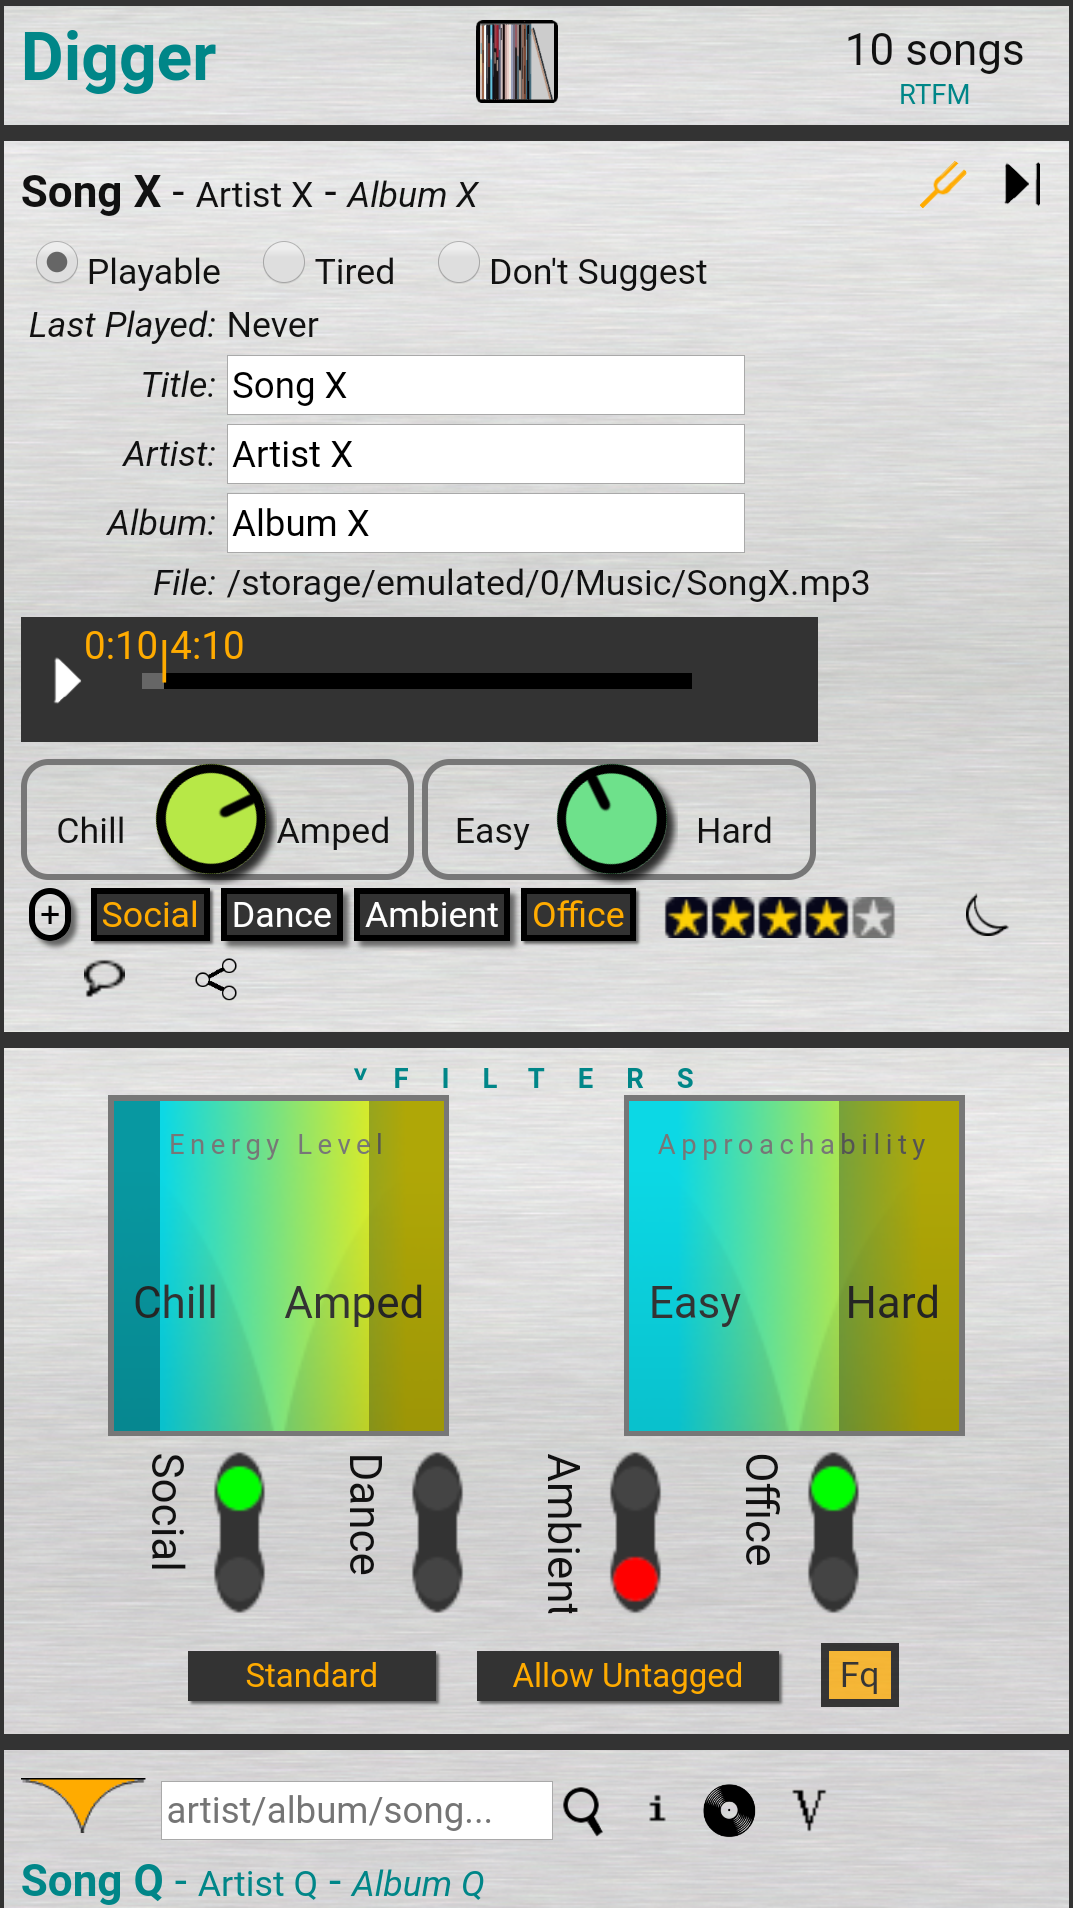 Digger
10 songs
RTFM
Song X - Artist X - Album X
Playable Tired Don't Suggest
Last Played: Never
Title: Song X
Artist: Artist X
Album: Album X
File: /storage/emulated/0/Music/SongX.mp3
0:10 4:10
Chill Amped Easy Hard
+ Social Dance Ambient Office
v F I L T E R S
Energy Level Approachability
Chill Amped Easy Hard
Social Dance Ambient Office
Standard Allow Untagged Fq
artist/album/song... i V
Song Q - Artist Q - Album Q